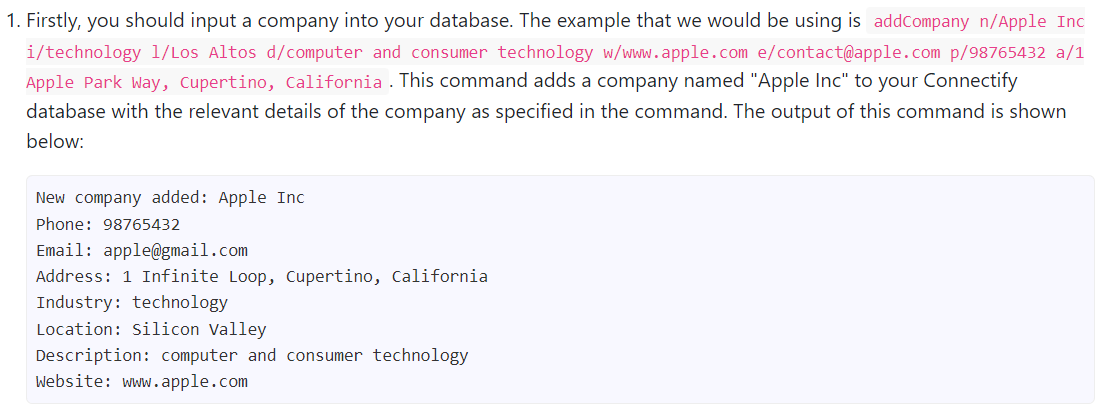 1. Firstly, you should input a company into your database. The example that we would be using is addCompany n/Apple Inc
i/technology l/Los Altos d/computer and consumer technology w/www.apple.com e/contact@apple.com p/98765432 a/1
Apple Park Way, Cupertino, California . This command adds a company named "Apple Inc" to your Connectify
database with the relevant details of the company as specified in the command. The output of this command is shown
below:
New company added: Apple Inc
Phone: 98765432
Email: apple@gmail.com
Address: 1 Infinite Loop, Cupertino, California
Industry: technology
Location: Silicon Valley
Description: computer and consumer technology
Website: www.apple.com